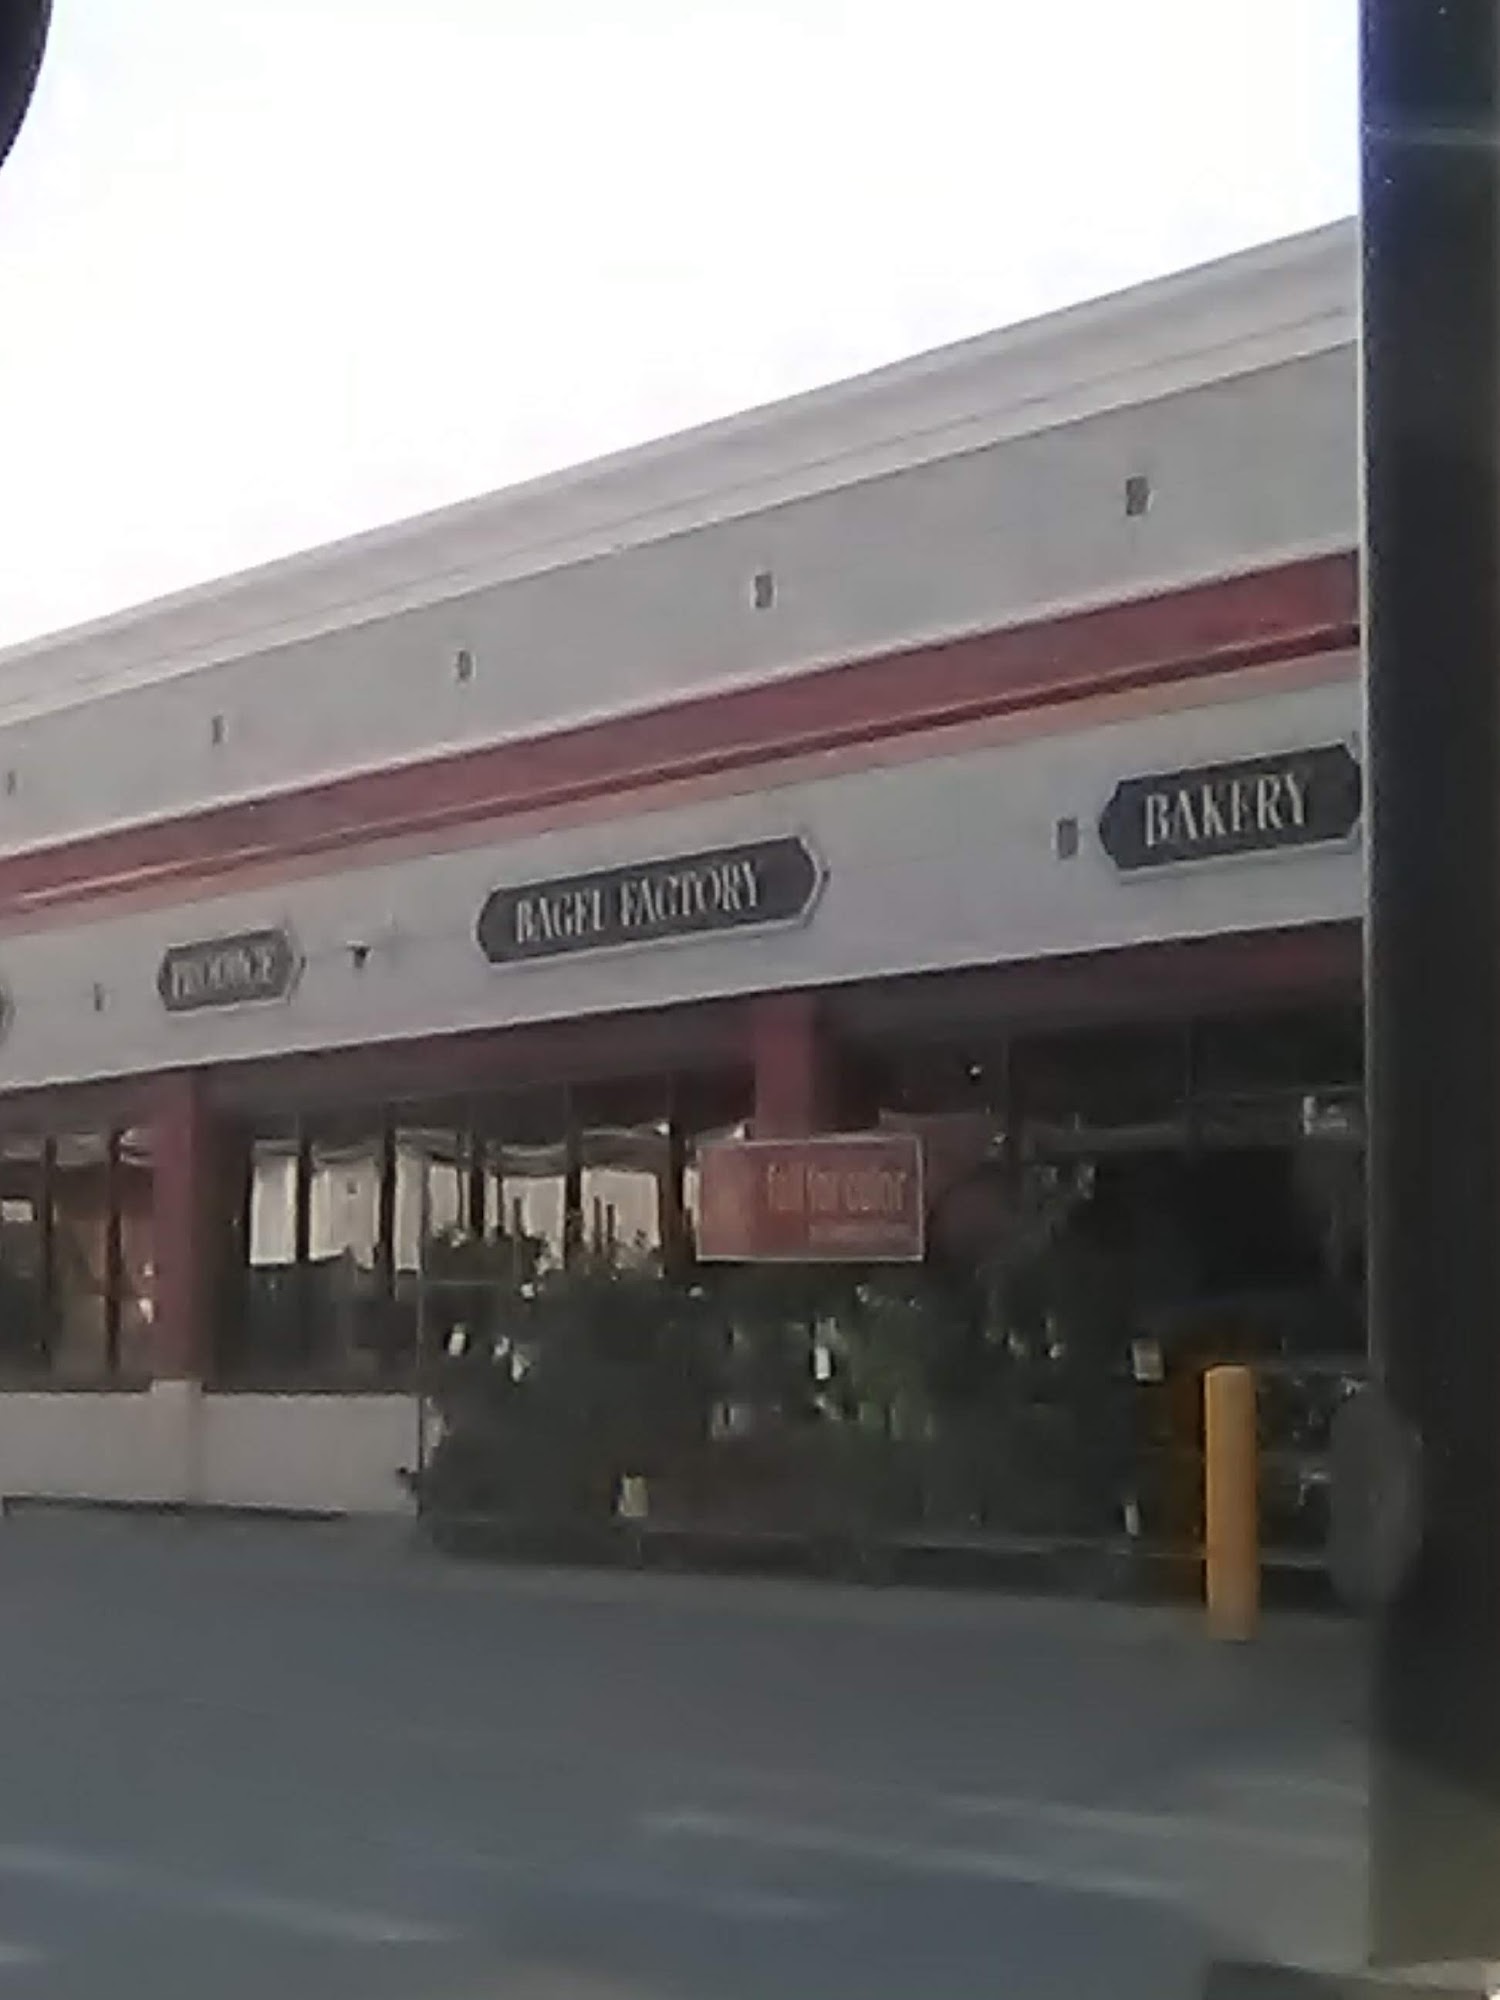 PRODUCE
BAGEL FACTORY
BAKERY
fall for color